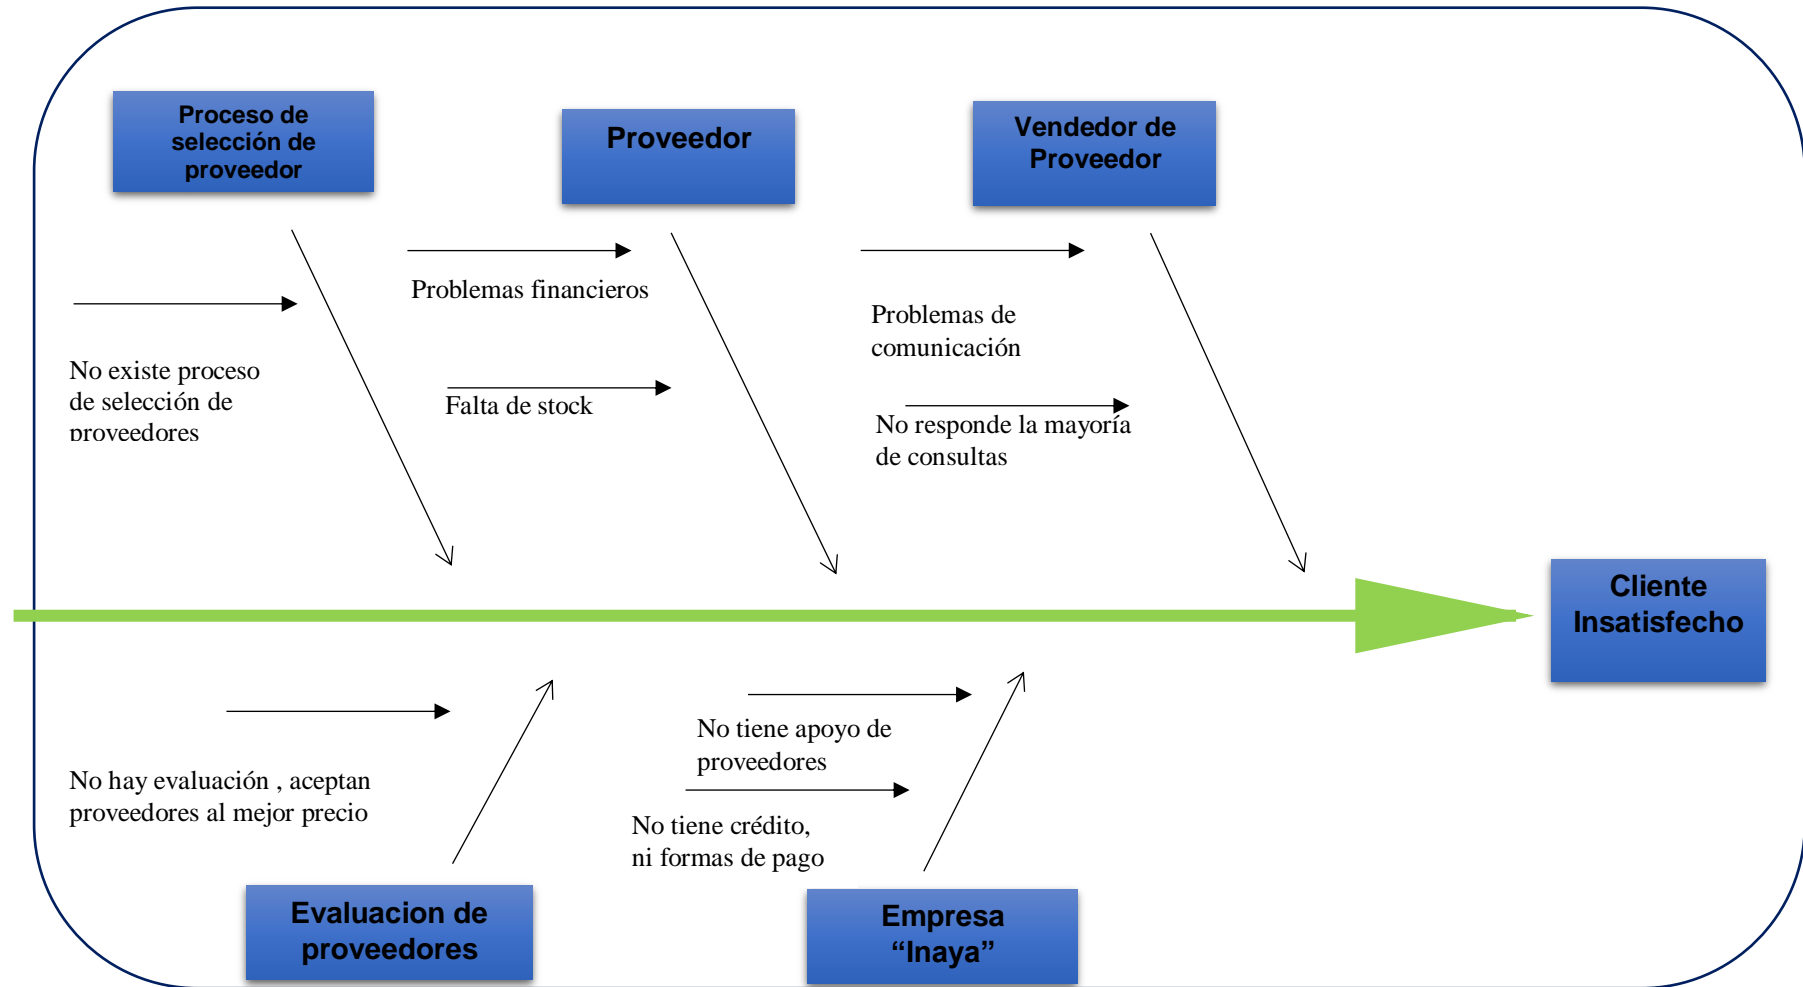 Proceso de
selección de
proveedor
Proveedor
Vendedor de
Proveedor
Problemas financieros
Problemas de
comunicación
No existe proceso
de selección de
proveedores
Falta de stock
No responde la mayoría
de consultas
Cliente
Insatisfecho
No tiene apoyo de
proveedores
No hay evaluación , aceptan
proveedores al mejor precio
No tiene crédito,
ni formas de pago
Evaluacion de
proveedores
Empresa
“Inaya”